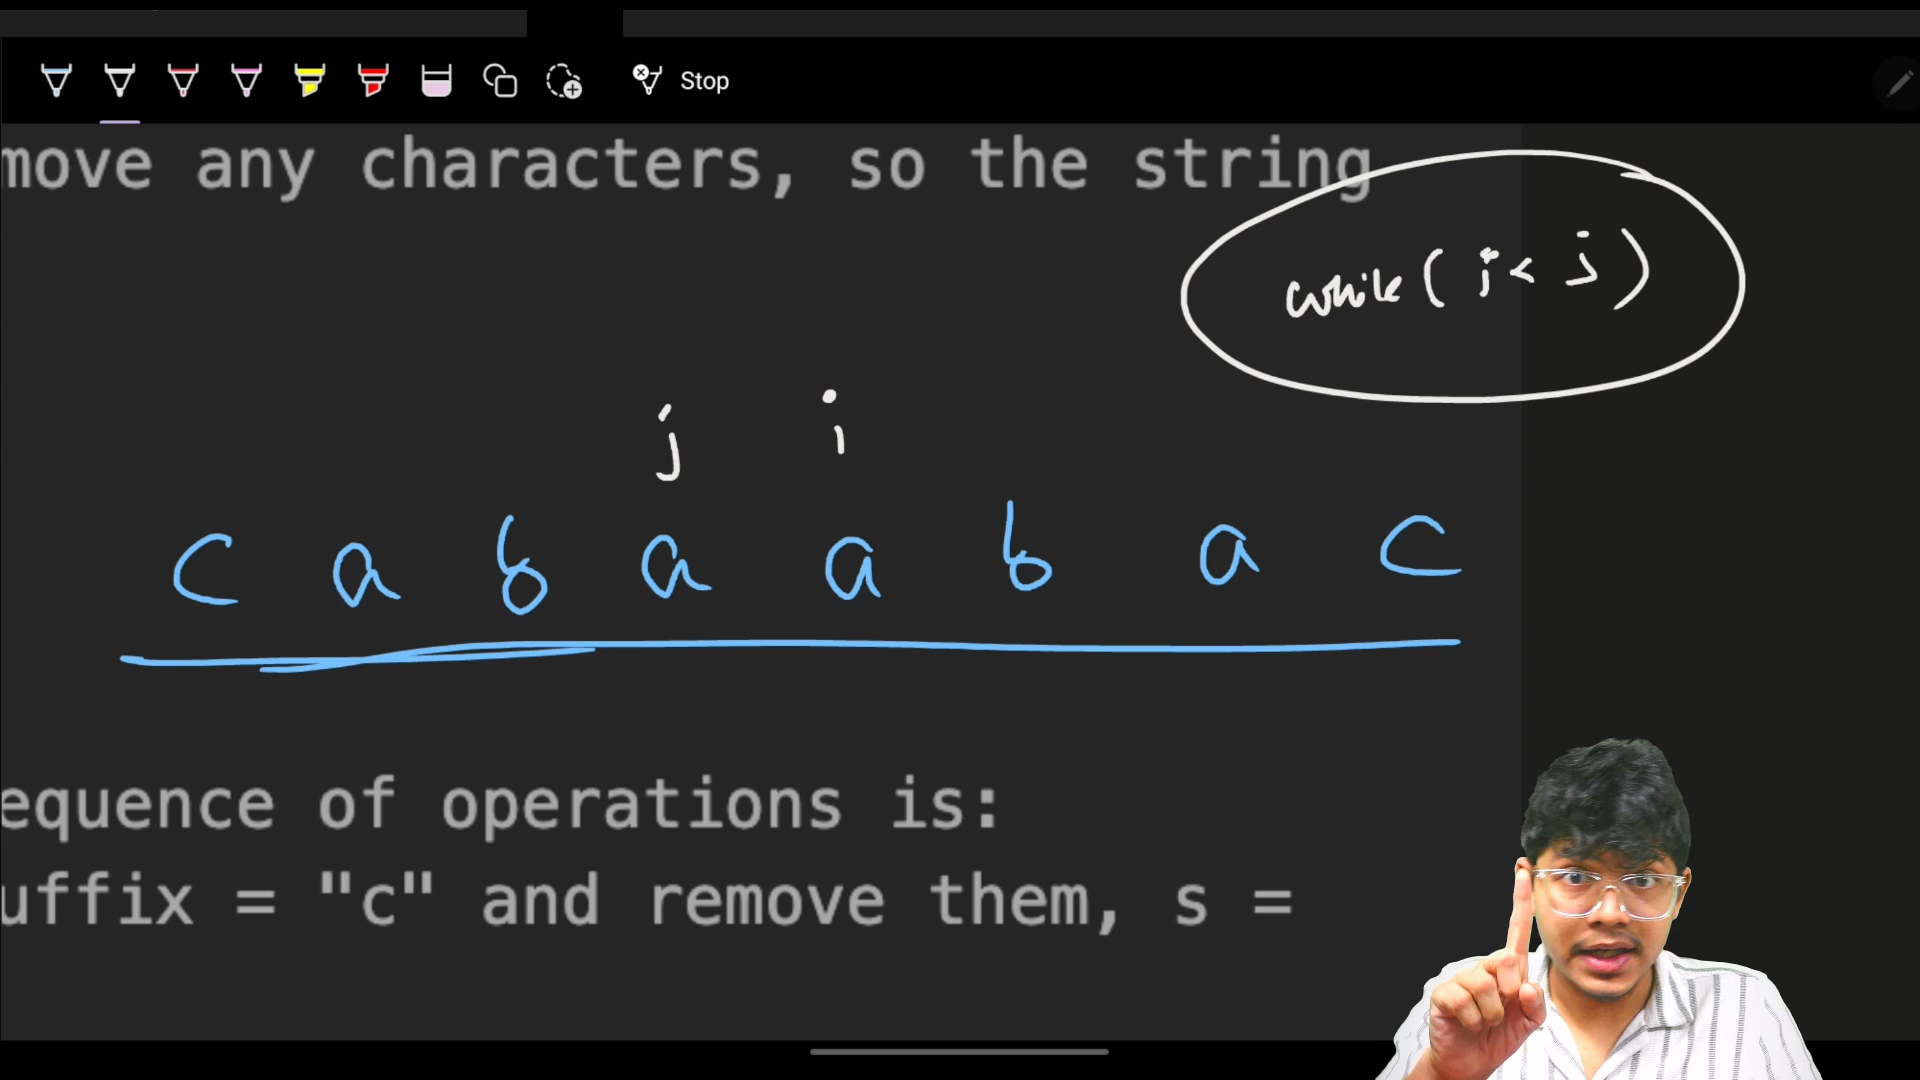 Stop
move any characters, so the string
while ( i < j )
j i
c a b a a b a c
equence of operations is:
uffix = "c" and remove them, s =